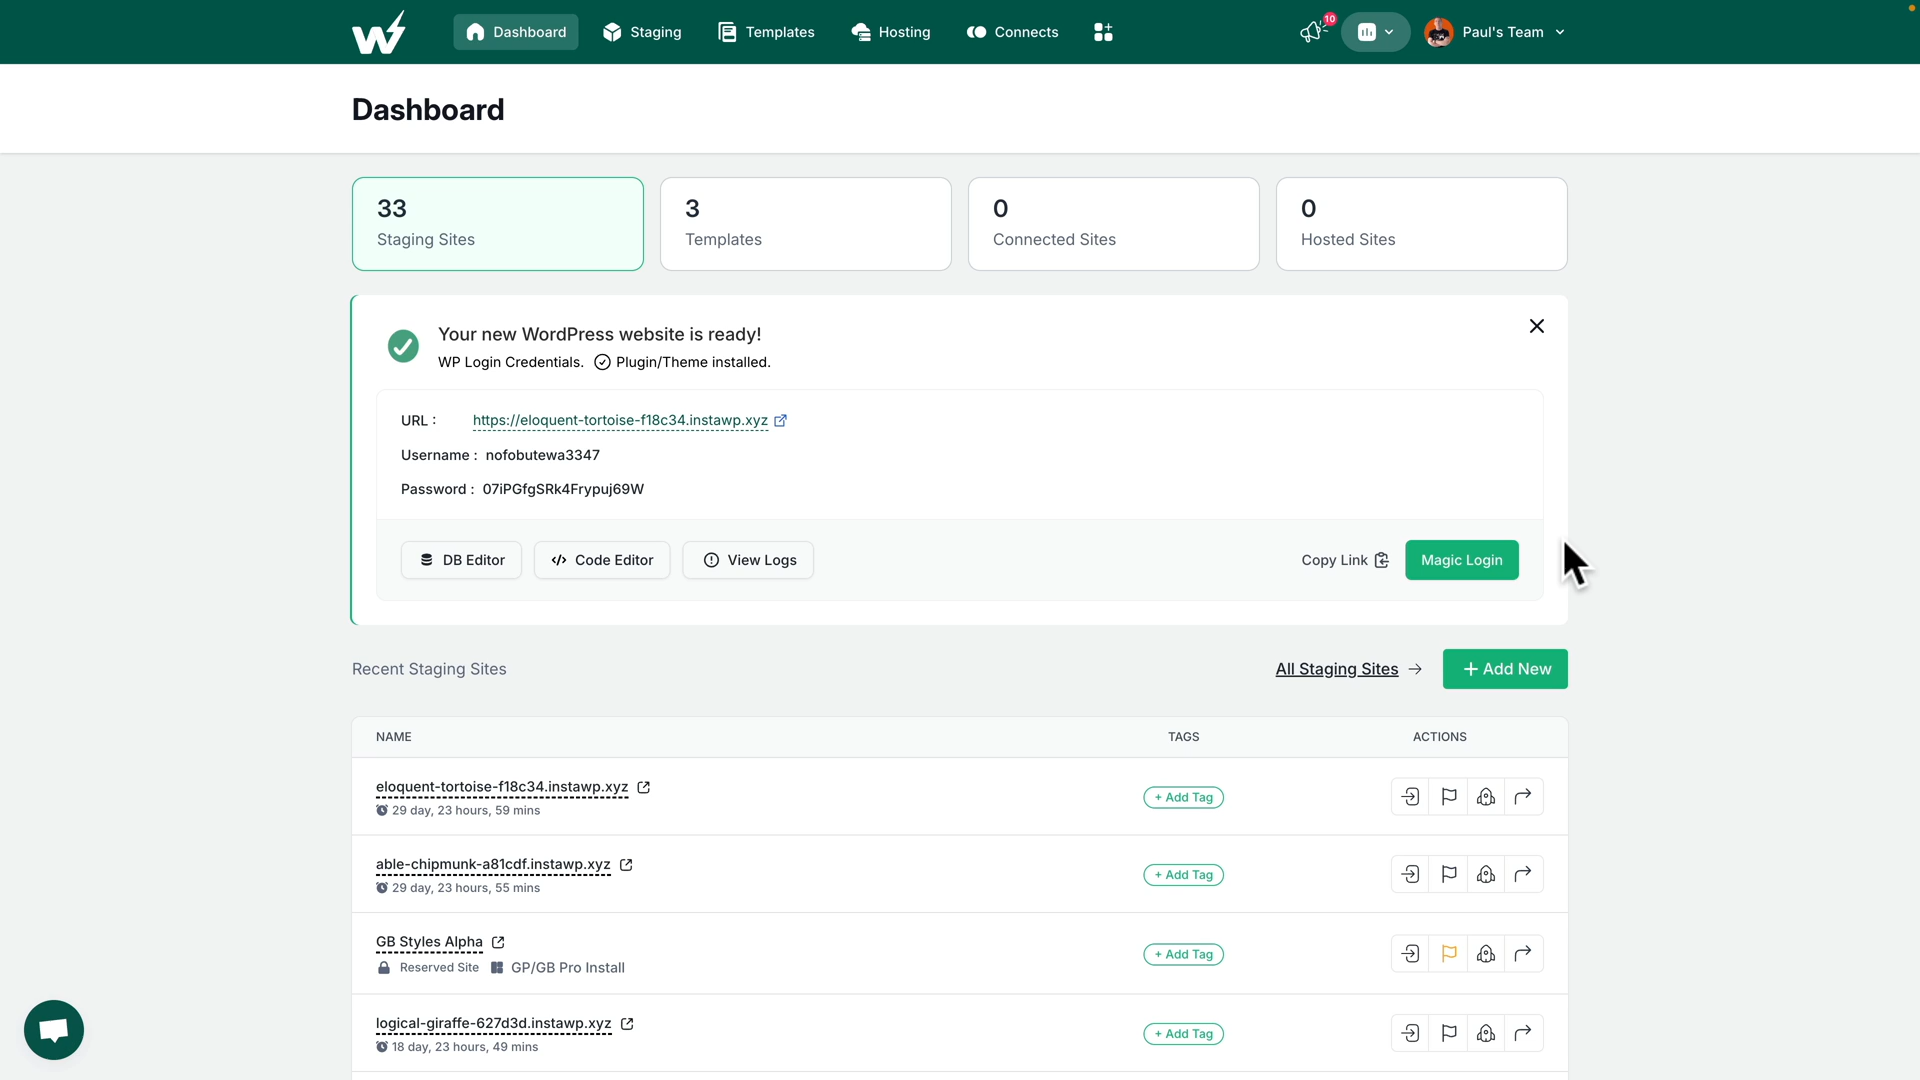 Dashboard
Staging
Templates
Hosting
Connects
10
Paul's Team
Dashboard
33
Staging Sites
3
Templates
0
Connected Sites
0
Hosted Sites
Your new WordPress website is ready!
WP Login Credentials. Plugin/Theme installed.
URL : https://eloquent-tortoise-f18c34.instawp.xyz
Username : nofobutewa3347
Password : 07iPGfgSRk4Frypuj69W
DB Editor
Code Editor
View Logs
Copy Link
Magic Login
Recent Staging Sites
All Staging Sites
+ Add New
NAME
TAGS
ACTIONS
eloquent-tortoise-f18c34.instawp.xyz
29 day, 23 hours, 59 mins
+ Add Tag
able-chipmunk-a81cdf.instawp.xyz
29 day, 23 hours, 55 mins
+ Add Tag
GB Styles Alpha
Reserved Site GP/GB Pro Install
+ Add Tag
logical-giraffe-627d3d.instawp.xyz
18 day, 23 hours, 49 mins
+ Add Tag